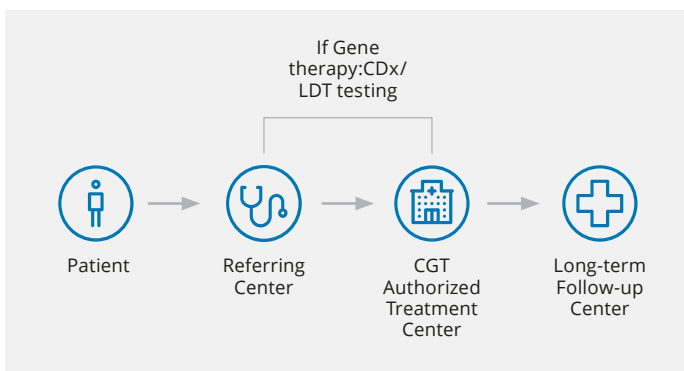 If Gene
therapy:CDx/
LDT testing
Patient
Referring
Center
CGT
Authorized
Treatment
Center
Long-term
Follow-up
Center